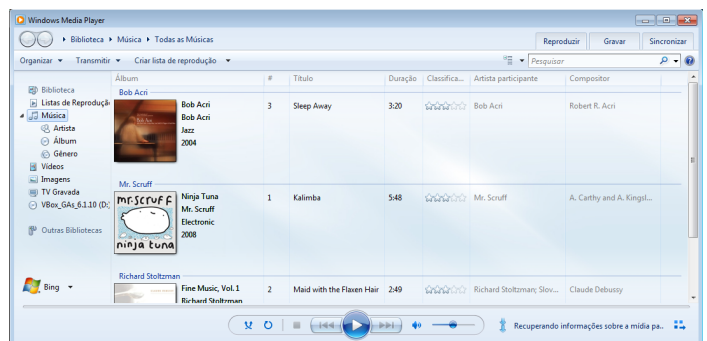 Windows Media Player
Biblioteca Música Todas as Músicas
Reproduzir Gravar Sincronizar
Organizar Transmitir Criar lista de reprodução Pesquisar
Álbum # Título Duração Classifica... Artista participante Compositor
Biblioteca
Listas de Reproduçã
Música
Artista
Álbum
Gênero
Vídeos
Imagens
TV Gravada
VBox_GAs_6.1.10 (D:)
Outras Bibliotecas
Bing
Bob Acri
Bob Acri 3 Sleep Away 3:20 Bob Acri Robert R. Acri
Bob Acri
Jazz
2004
Mr. Scruff
mr.scruff
ninja tuna
Ninja Tuna 1 Kalimba 5:48 Mr. Scruff A. Carthy and A. Kingsl...
Mr. Scruff
Electronic
2008
Richard Stoltzman
Fine Music, Vol. 1 2 Maid with the Flaxen Hair 2:49 Richard Stoltzman; Slov... Claude Debussy
Richard Stoltzman
Recuperando informações sobre a mídia pa..